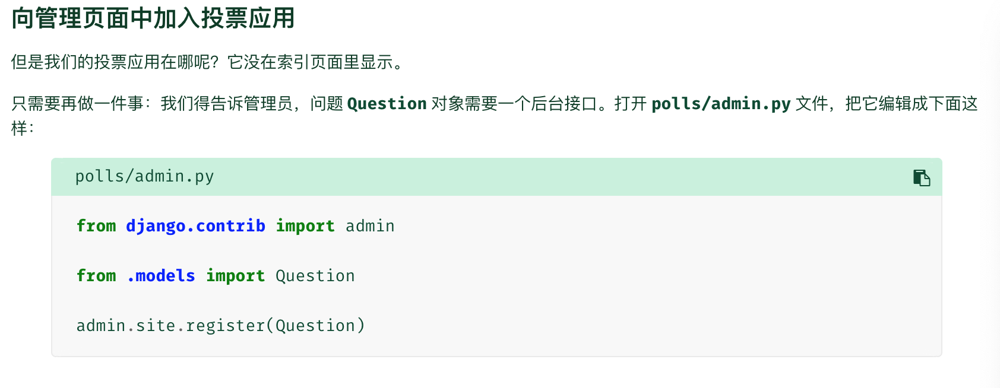 向管理页面中加入投票应用
但是我们的投票应用在哪呢？它没在索引页面里显示。
只需要再做一件事：我们得告诉管理员，问题 Question 对象需要一个后台接口。打开 polls/admin.py 文件，把它编辑成下面这
样：
polls/admin.py
from django.contrib import admin
from .models import Question
admin.site.register(Question)